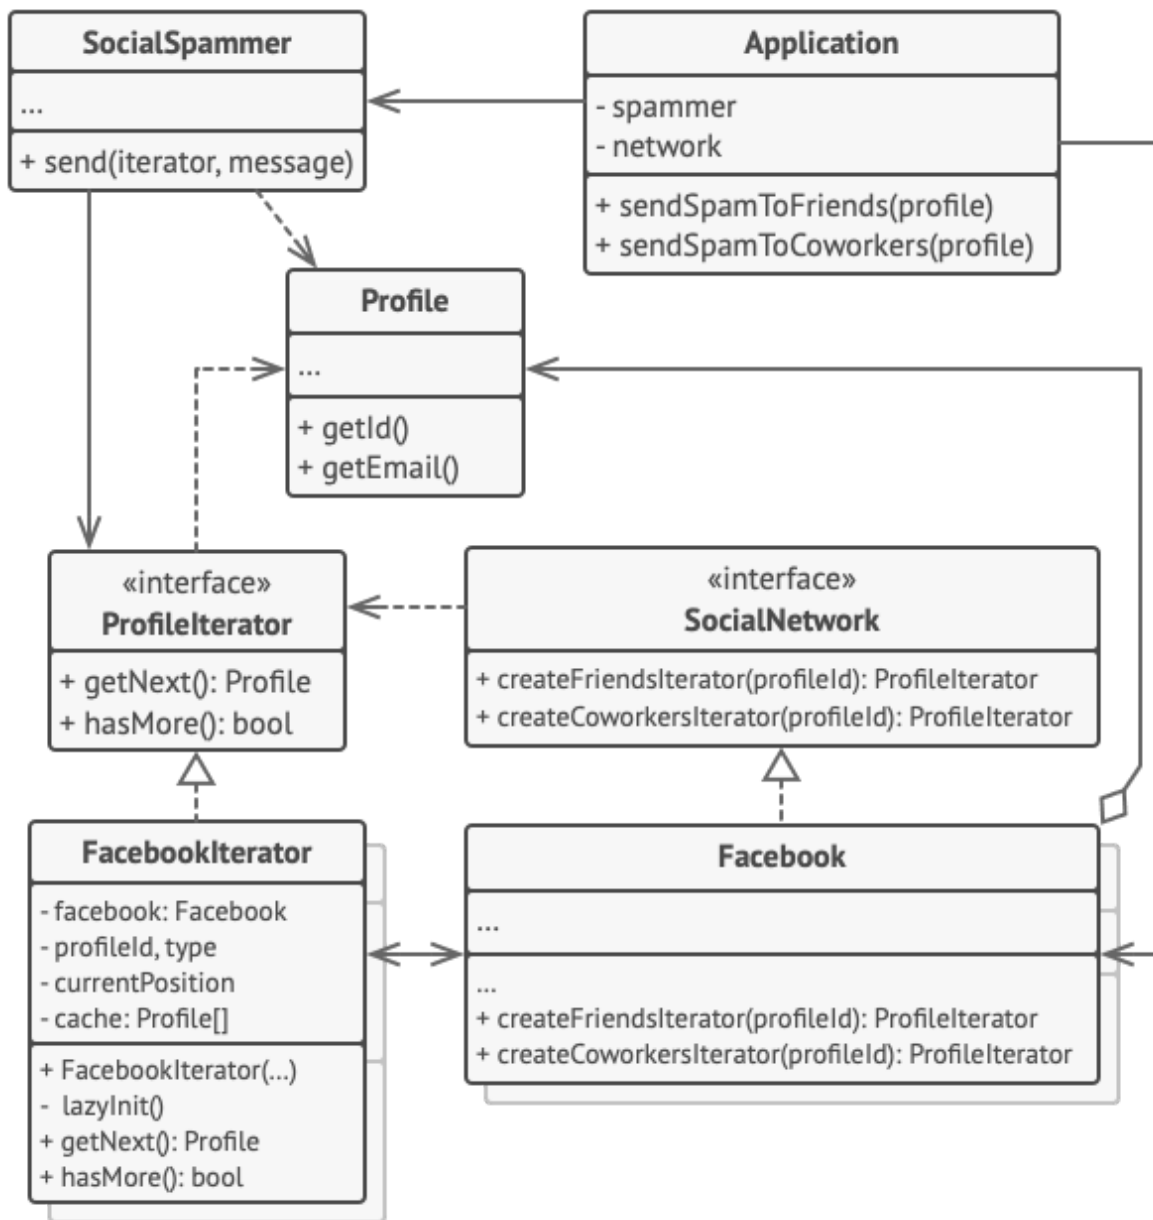 SocialSpammer
...
+ send(iterator, message)
Application
- spammer
- network
+ sendSpamToFriends(profile)
+ sendSpamToCoworkers(profile)
Profile
...
+ getId()
+ getEmail()
«interface»
ProfileIterator
+ getNext(): Profile
+ hasMore(): bool
«interface»
SocialNetwork
+ createFriendsIterator(profileId): ProfileIterator
+ createCoworkersIterator(profileId): ProfileIterator
FacebookIterator
- facebook: Facebook
- profileId, type
- currentPosition
- cache: Profile[]
+ FacebookIterator(...)
- lazyInit()
+ getNext(): Profile
+ hasMore(): bool
Facebook
...
...
+ createFriendsIterator(profileId): ProfileIterator
+ createCoworkersIterator(profileId): ProfileIterator